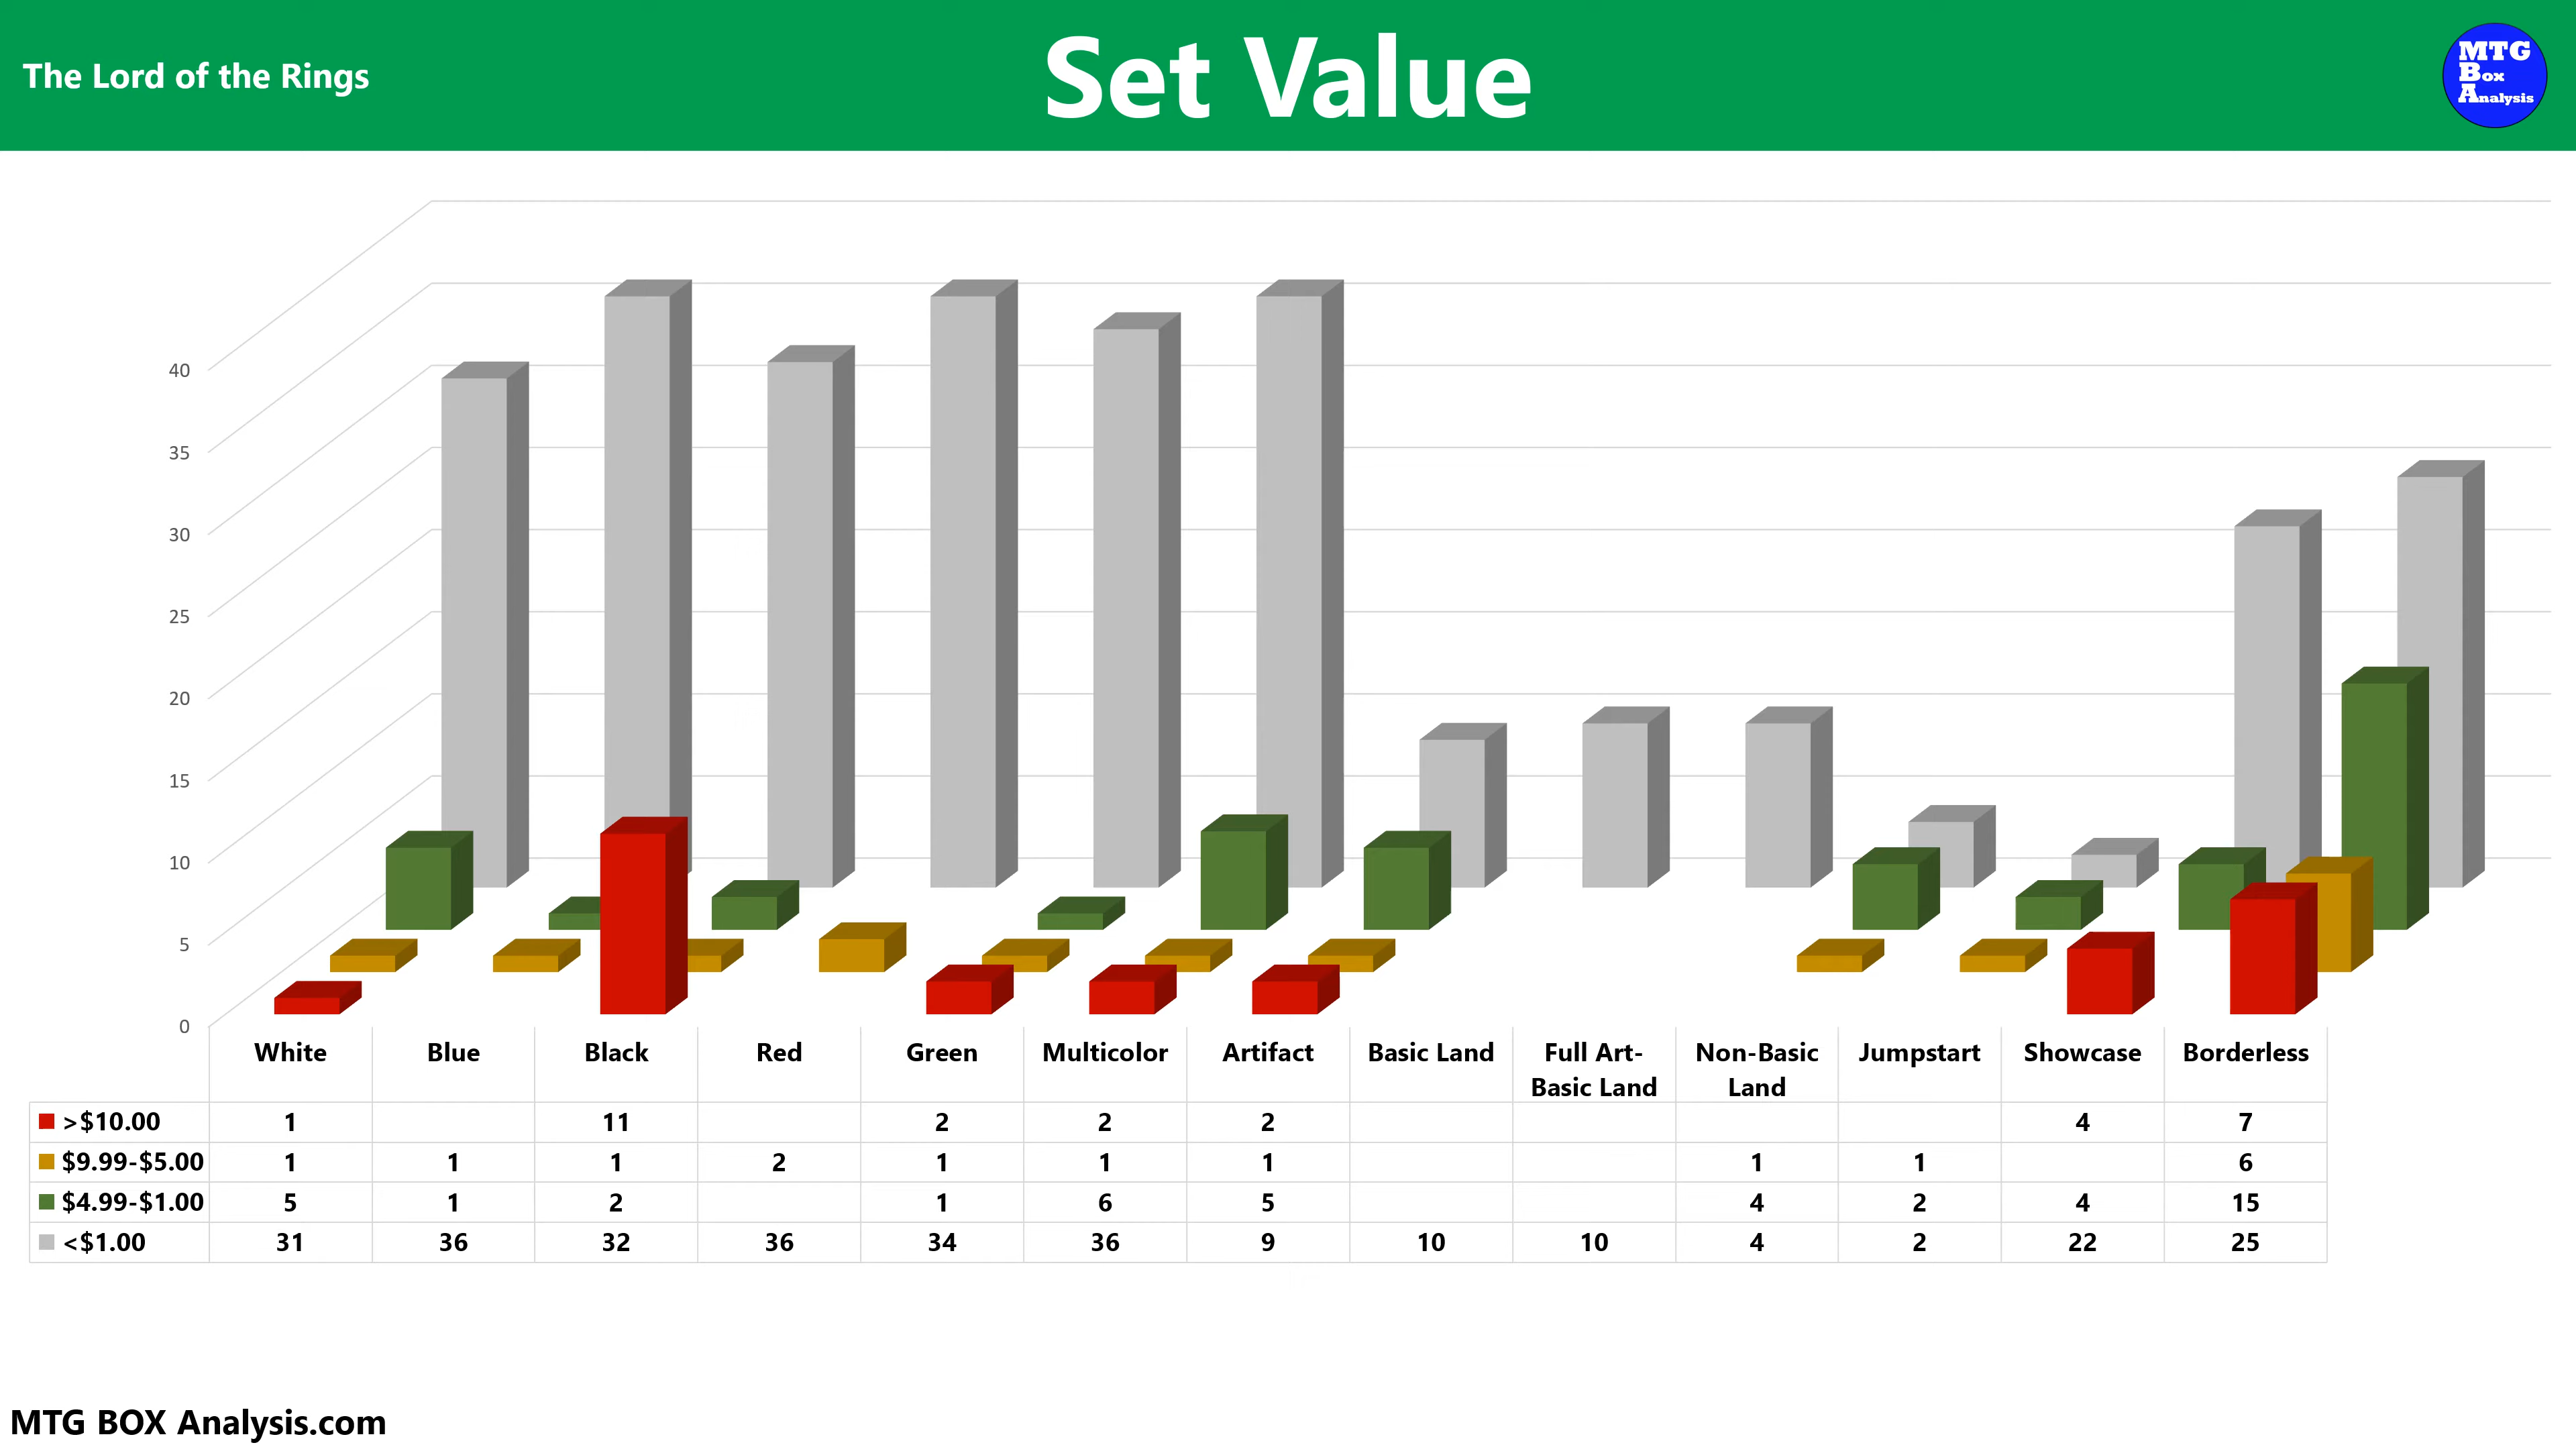 The Lord of the Rings
Set Value
MTG
Box
Analysis
40
35
30
25
20
15
10
5
0
White Blue Black Red Green Multicolor Artifact Basic Land Full Art- Non-Basic Jumpstart Showcase Borderless
Basic Land Land
>$10.00 1 11 2 2 2 4 7
$9.99-$5.00 1 1 1 2 1 1 1 1 1 6
$4.99-$1.00 5 1 2 1 6 5 4 2 4 15
<$1.00 31 36 32 36 34 36 9 10 10 4 2 22 25
MTG BOX Analysis.com